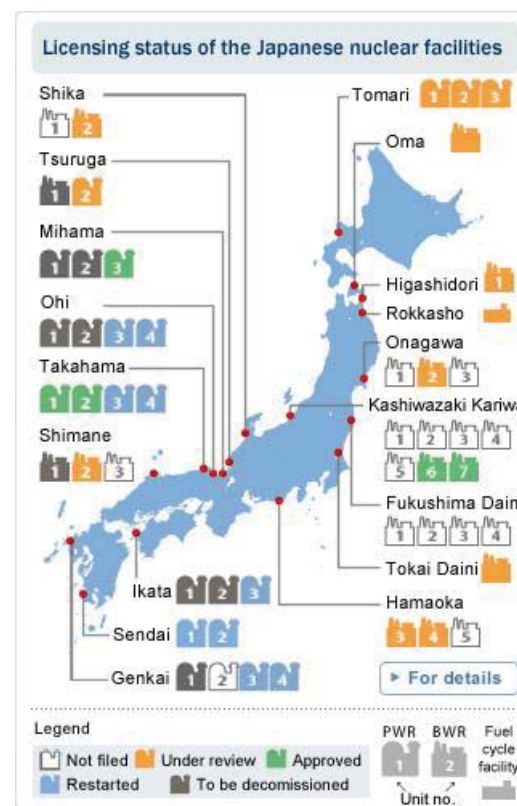 Licensing status of the Japanese nuclear facilities
Shika
1 2
Tsuruga
1 2
Mihama
1 2 3
Ohi
1 2 3 4
Takahama
1 2 3 4
Shimane
1 2 3
Tomari
1 2 3
Oma
Higashidori
1
Rokkasho
Onagawa
1 2 3
Kashiwazaki Kariwa
1 2 3 4
5 6 7
Fukushima Daini
1 2 3 4
Tokai Daini
Hamaoka
3 4 5
Ikata
1 2 3
Sendai
1 2
Genkai
1 2 3 4
For details
Legend
Not filed Under review Approved
Restarted To be decomissioned
PWR BWR Fuel
cycle
facility
1 2
Unit no.